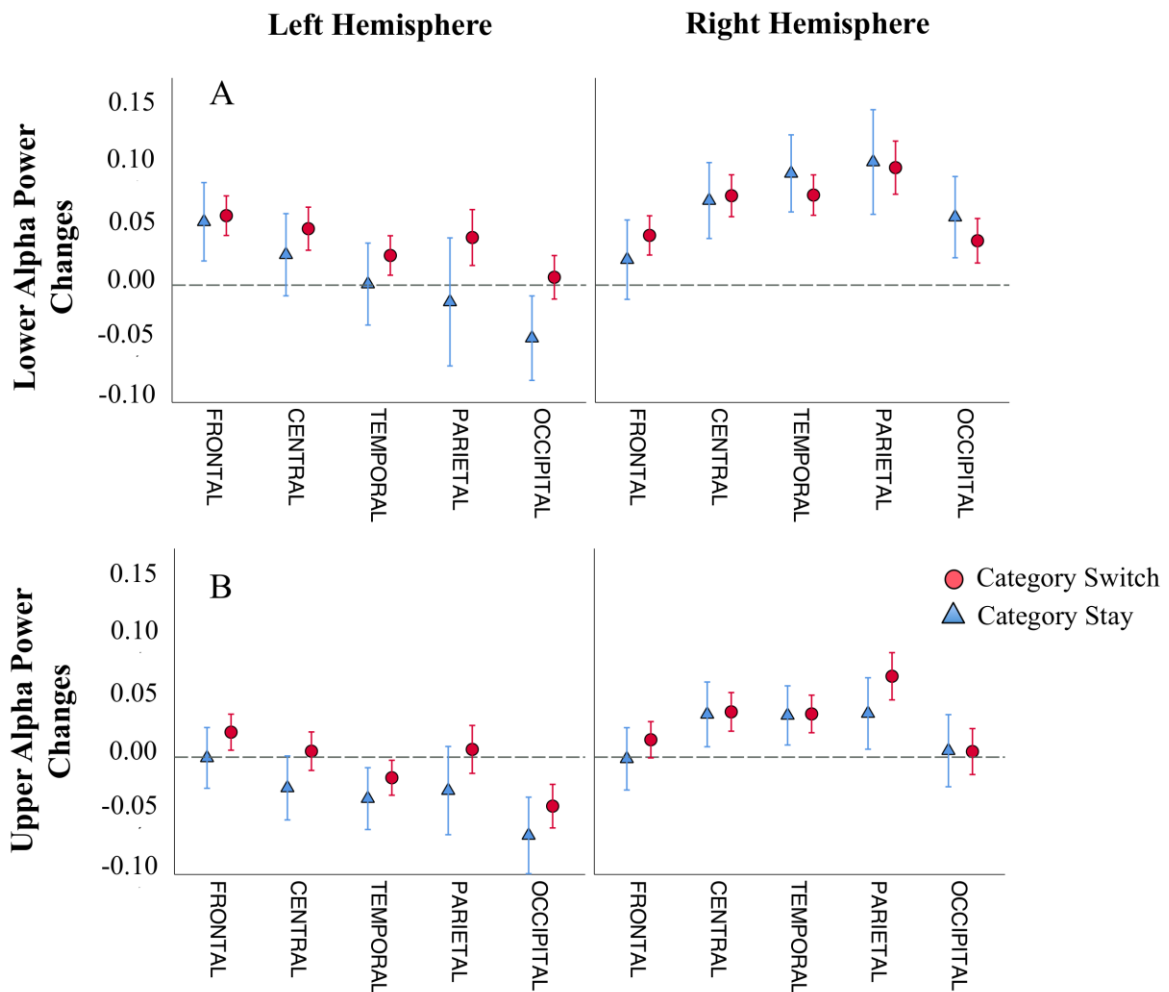 Left Hemisphere
Right Hemisphere
A
Lower Alpha Power
Changes
0.15
0.10
0.05
0.00
-0.05
-0.10
FRONTAL
CENTRAL
TEMPORAL
PARIETAL
OCCIPITAL
FRONTAL
CENTRAL
TEMPORAL
PARIETAL
OCCIPITAL
B
Upper Alpha Power
Changes
0.15
0.10
0.05
0.00
-0.05
-0.10
Category Switch
Category Stay
FRONTAL
CENTRAL
TEMPORAL
PARIETAL
OCCIPITAL
FRONTAL
CENTRAL
TEMPORAL
PARIETAL
OCCIPITAL